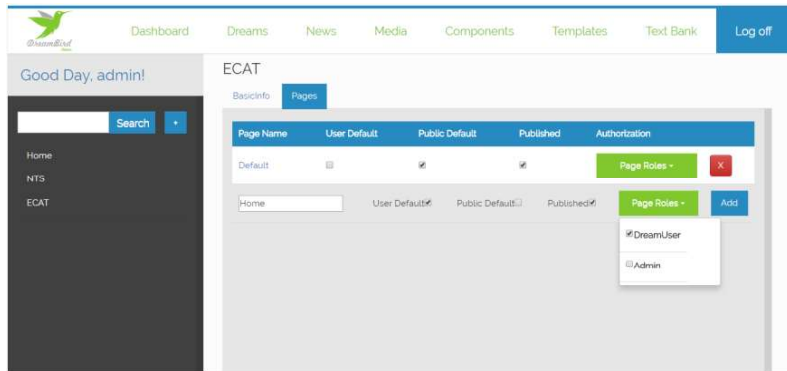 DreamBird
Dashboard Dreams News Media Components Templates Text Bank Log off
Good Day, admin!
ECAT
BasicInfo Pages
Search +
Page Name User Default Public Default Published Authorization
Home
Default Page Roles X
NTS
ECAT
Home User Default Public Default Published Page Roles Add
DreamUser
Admin